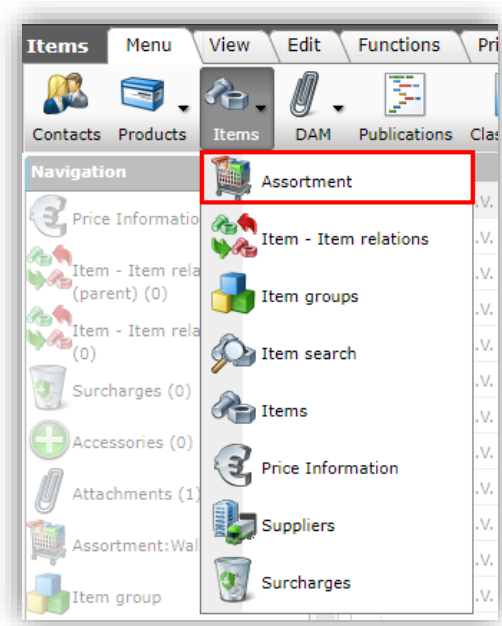 Items Menu View Edit Functions Pri
Contacts Products Items DAM Publications Clas
Navigation
Price Informatio
Item - Item rela
(parent) (0)
Item - Item rela
(0)
Surcharges (0)
Accessories (0)
Attachments (1)
Assortment:Wal
Item group
Assortment
Item - Item relations
Item groups
Item search
Items
Price Information
Suppliers
Surcharges
.V.
.V.
.V.
.V.
.V.
.V.
.V.
.V.
.V.
.V.
.V.
.V.